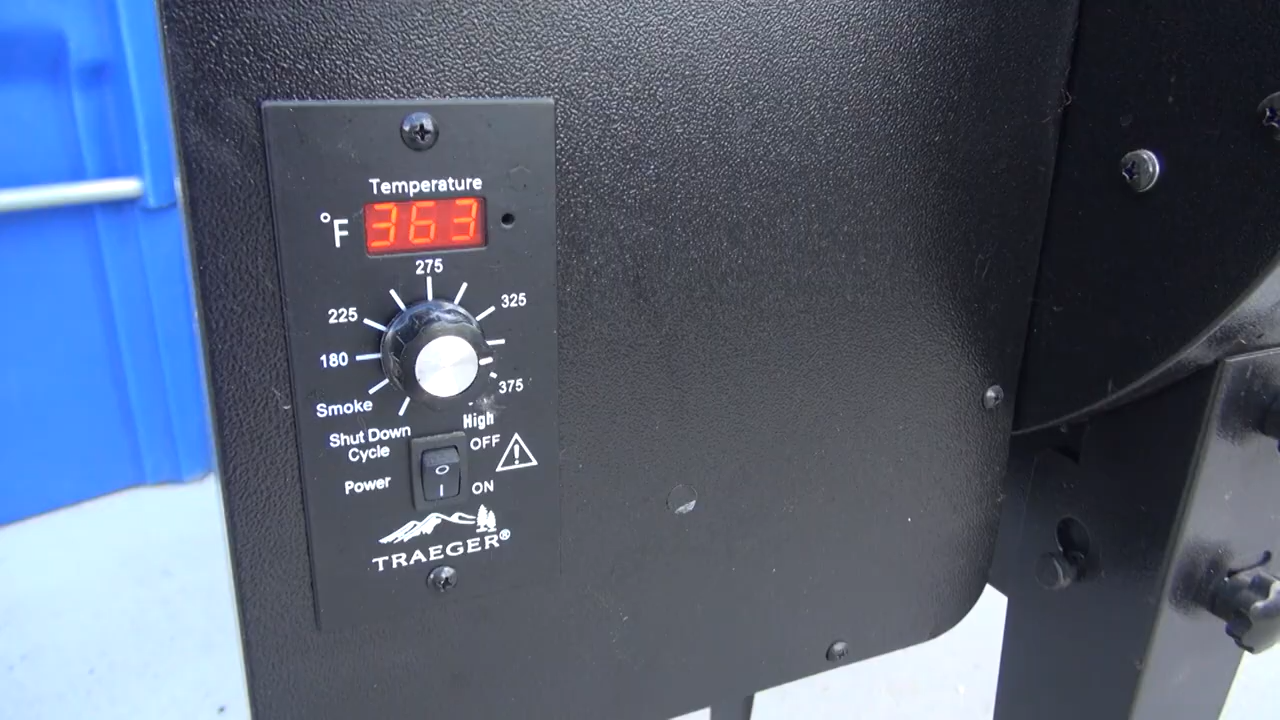 Temperature
°F 363
275
225 325
180
375
Smoke
High
Shut Down
Cycle
OFF
Power
ON
TRAEGER®